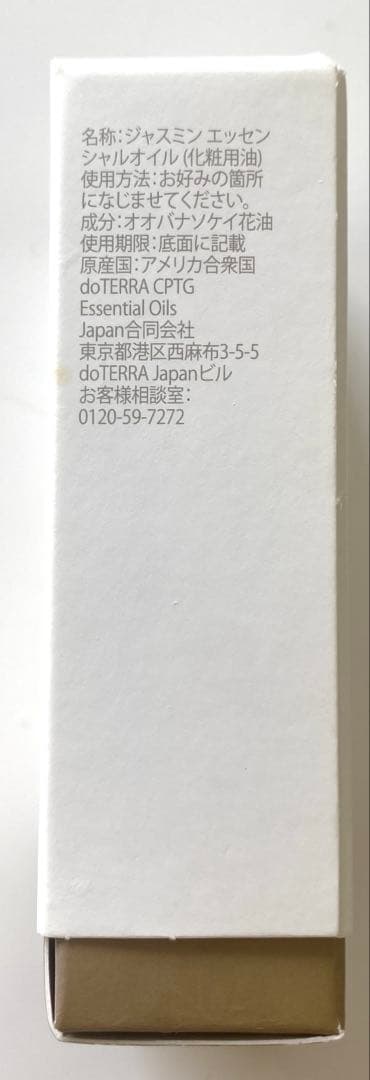 名称：ジャスミン エッセン
シャルオイル (化粧用油)
使用方法：お好みの箇所
になじませてください。
成分：オオバナソケイ花油
使用期限：底面に記載
原産国：アメリカ合衆国
doTERRA CPTG
Essential Oils
Japan合同会社
東京都港区西麻布3-5-5
doTERRA Japanビル
お客様相談室：
0120-59-7272